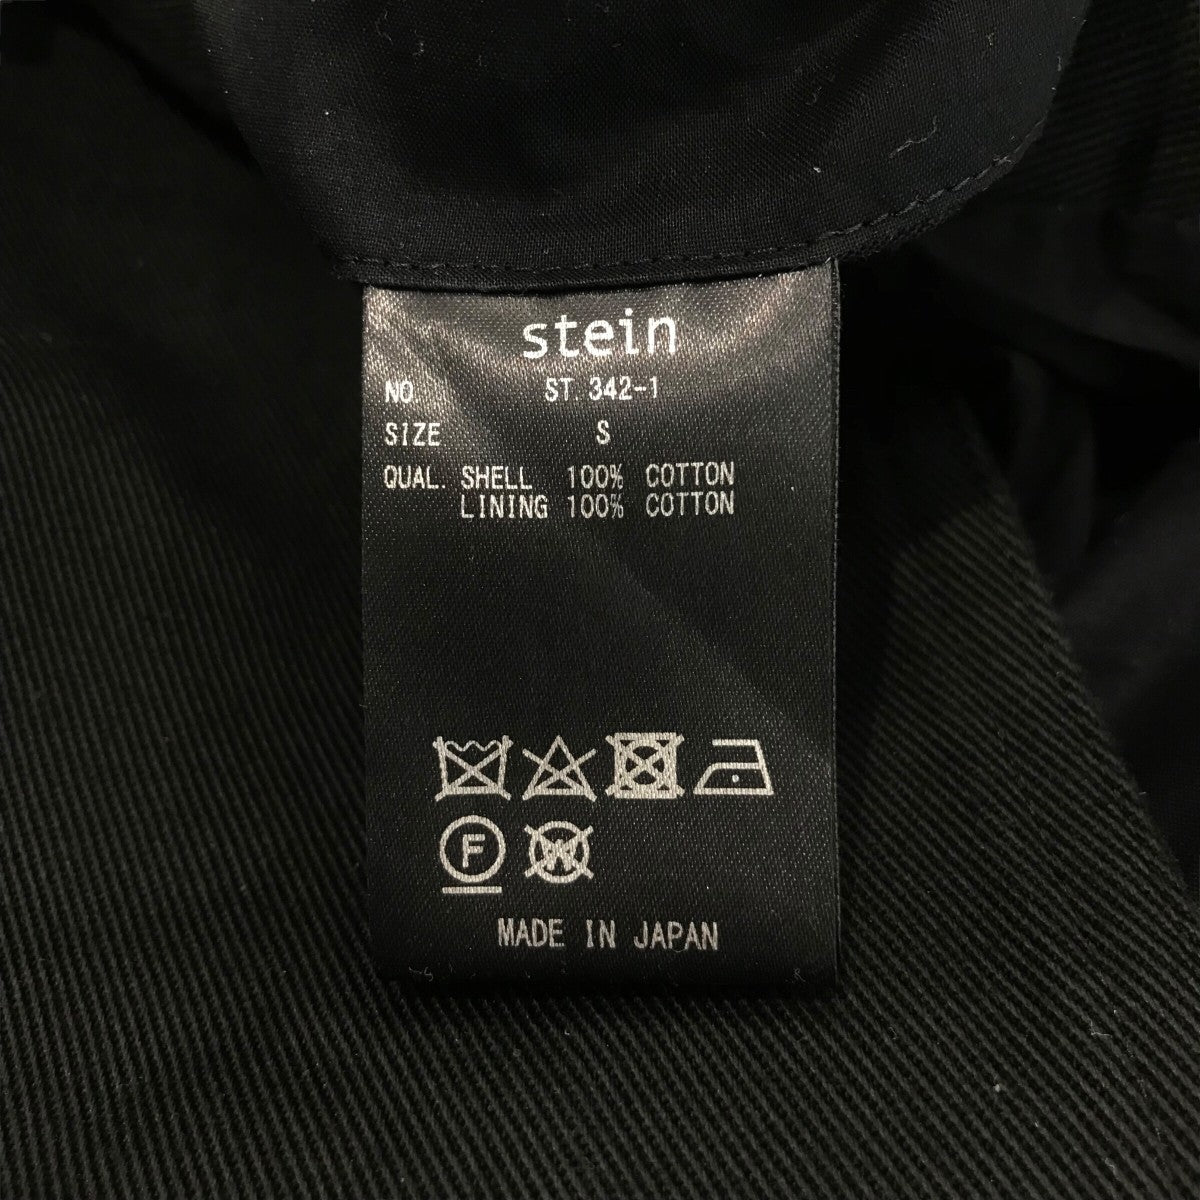 stein
NO ST. 342-1
SIZE S
QUAL. SHELL 100% COTTON
LINING 100% COTTON
F W
MADE IN JAPAN